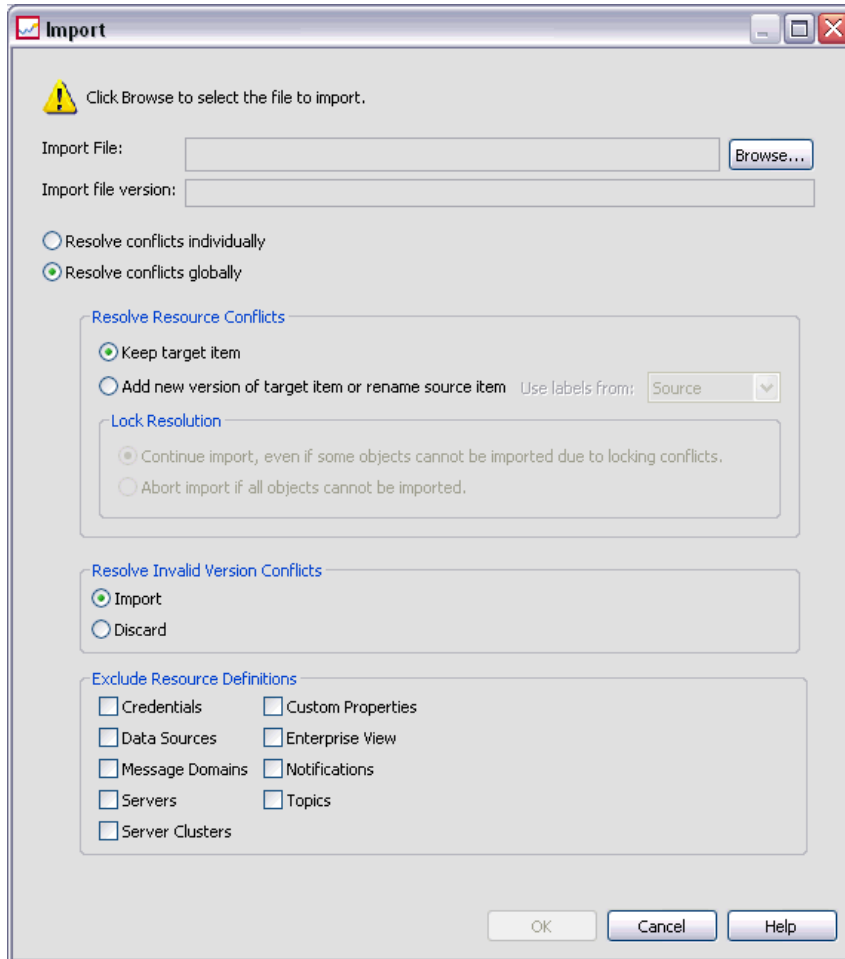 Import
Click Browse to select the file to import.
Import File:
Browse...
Import file version:
Resolve conflicts individually
Resolve conflicts globally
Resolve Resource Conflicts
Keep target item
Add new version of target item or rename source item Use labels from: Source
Lock Resolution
Continue import, even if some objects cannot be imported due to locking conflicts.
Abort import if all objects cannot be imported.
Resolve Invalid Version Conflicts
Import
Discard
Exclude Resource Definitions
Credentials Custom Properties
Data Sources Enterprise View
Message Domains Notifications
Servers Topics
Server Clusters
OK Cancel Help